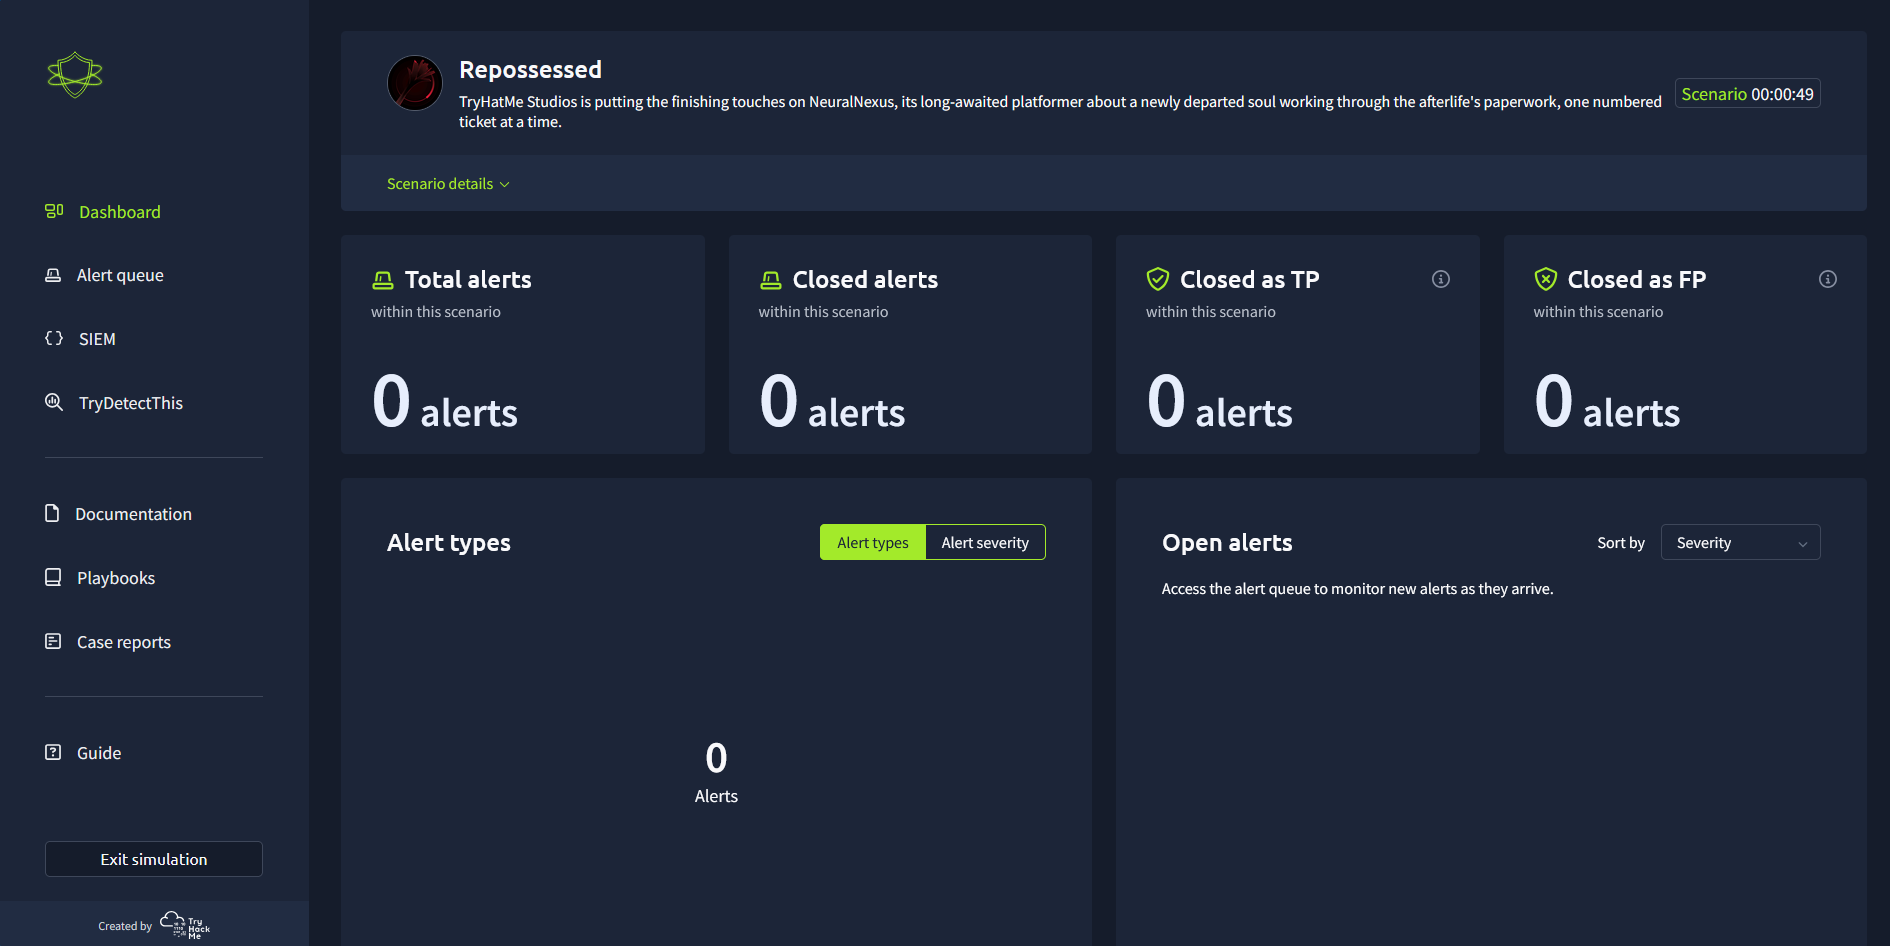 Repossessed
TryHatMe Studios is putting the finishing touches on NeuralNexus, its long-awaited platformer about a newly departed soul working through the afterlife's paperwork, one numbered
ticket at a time.
Scenario 00:00:49
Scenario details
Dashboard
Alert queue
SIEM
TryDetectThis
Documentation
Playbooks
Case reports
Guide
Exit simulation
Created by
Try
Hack
Me
Total alerts
within this scenario
0 alerts
Closed alerts
within this scenario
0 alerts
Closed as TP
within this scenario
0 alerts
Closed as FP
within this scenario
0 alerts
Alert types
Alert types
Alert severity
0
Alerts
Open alerts
Sort by
Severity
Access the alert queue to monitor new alerts as they arrive.